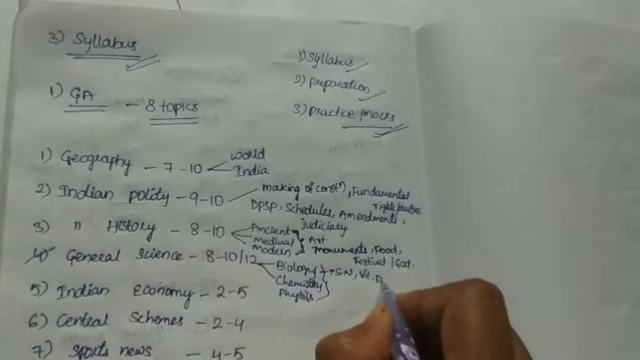 3) Syllabus
1) Syllabus
2) preparation
3) practice mocks
1) GA - 8 topics
1) Geography - 7-10 world
India
2) Indian polity - 9-10 making of const, Fundamental
rights
DPSP, Schedules, Amendments,
judiciary
3) " History - 8-10 Ancient
medival
modern
Art
Monuments, Food,
Festival
4) General Science - 8-10/12
Biology
Chemistry
Physics
5) Indian Economy - 2-5
6) Central Schemes - 2-4
7) Sports news - 4-5